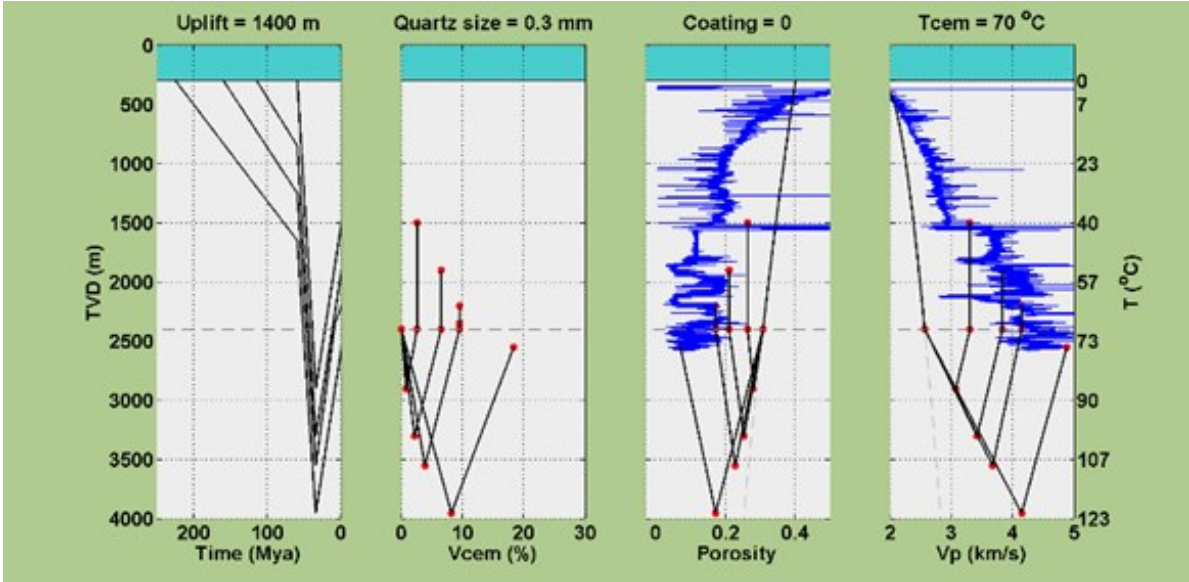 Uplift = 1400 m Quartz size = 0.3 mm Coating = 0 Tcem = 70 °C
0 0
500 7
1000 23
1500 40
2000 57
2500 73
3000 90
3500 107
4000 123
TVD (m)
T (°C)
200 100 0 0 10 20 30 0 0.2 0.4 2 3 4 5
Time (Mya) Vcem (%) Porosity Vp (km/s)